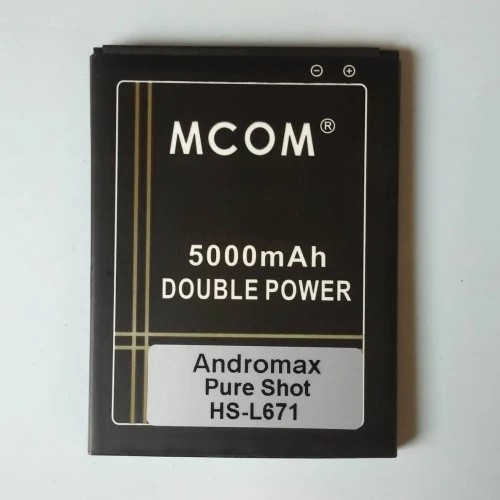 ⊖ ⊕
MCOM®
5000mAh
DOUBLE POWER
Andromax
Pure Shot
HS-L671